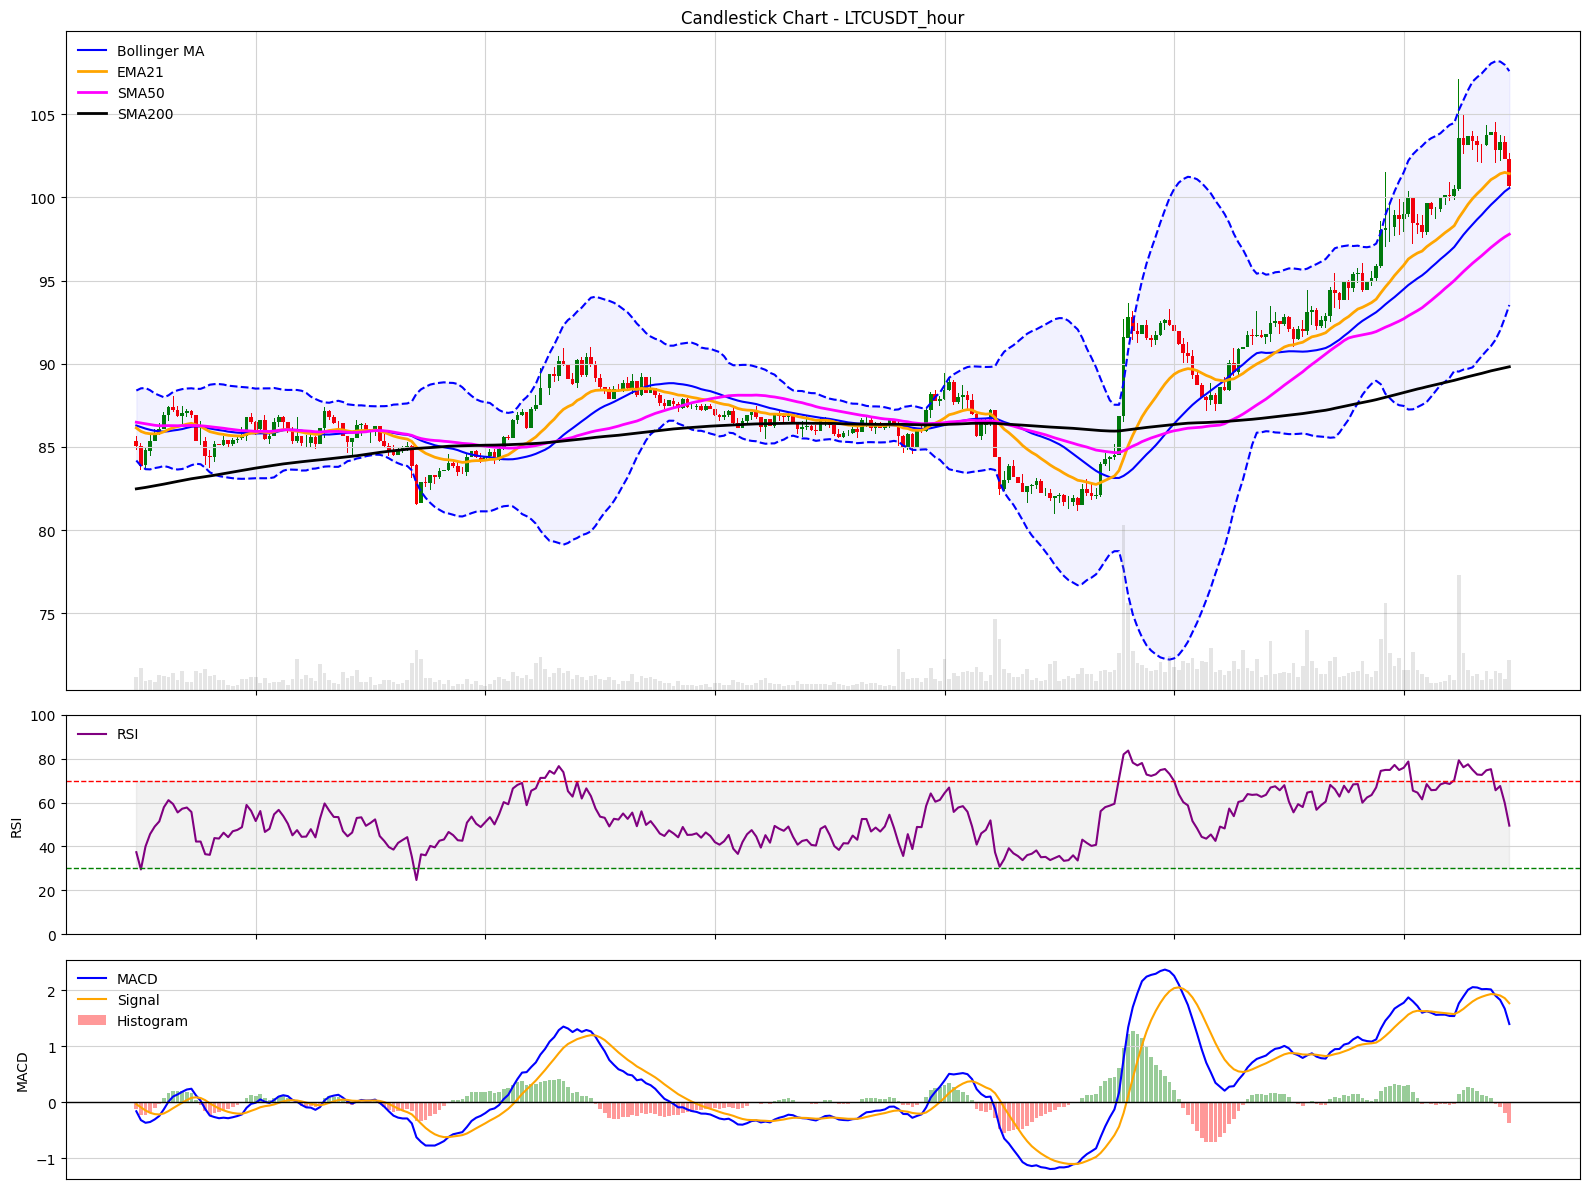 Candlestick Chart - LTCUSDT_hour
Bollinger MA
EMA21
SMA50
SMA200
105
100
95
90
85
80
75
RSI
100
80
60
40
20
0
RSI
MACD
Signal
Histogram
2
1
0
−1
MACD